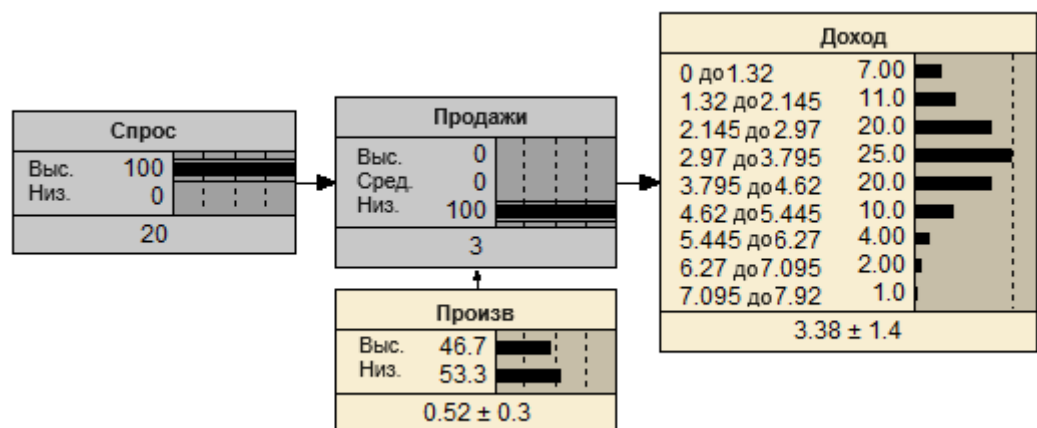 Спрос
Выс. 100
Низ. 0
20
Продажи
Выс. 0
Сред. 0
Низ. 100
3
Произв
Выс. 46.7
Низ. 53.3
0.52 ± 0.3
Доход
0 до 1.32 7.00
1.32 до 2.145 11.0
2.145 до 2.97 20.0
2.97 до 3.795 25.0
3.795 до 4.62 20.0
4.62 до 5.445 10.0
5.445 до 6.27 4.00
6.27 до 7.095 2.00
7.095 до 7.92 1.0
3.38 ± 1.4